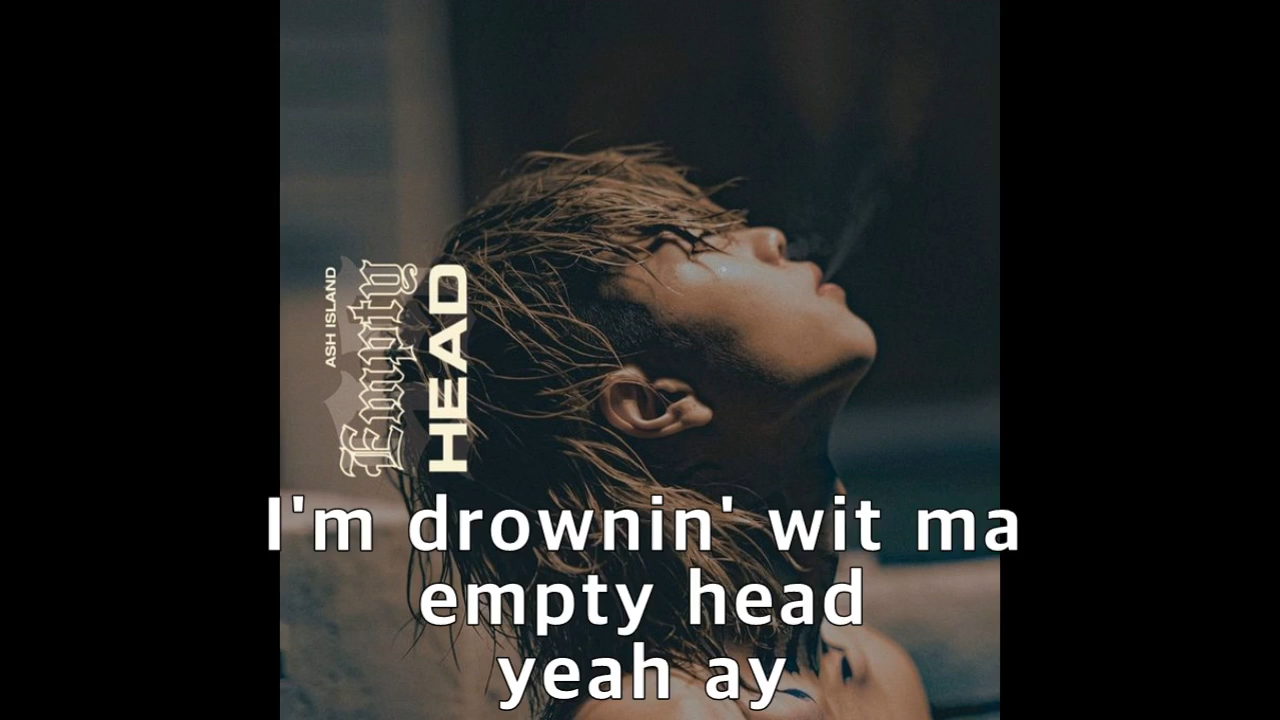 ASH ISLAND
Empty
HEAD
I'm drownin' wit ma
empty head
yeah ay